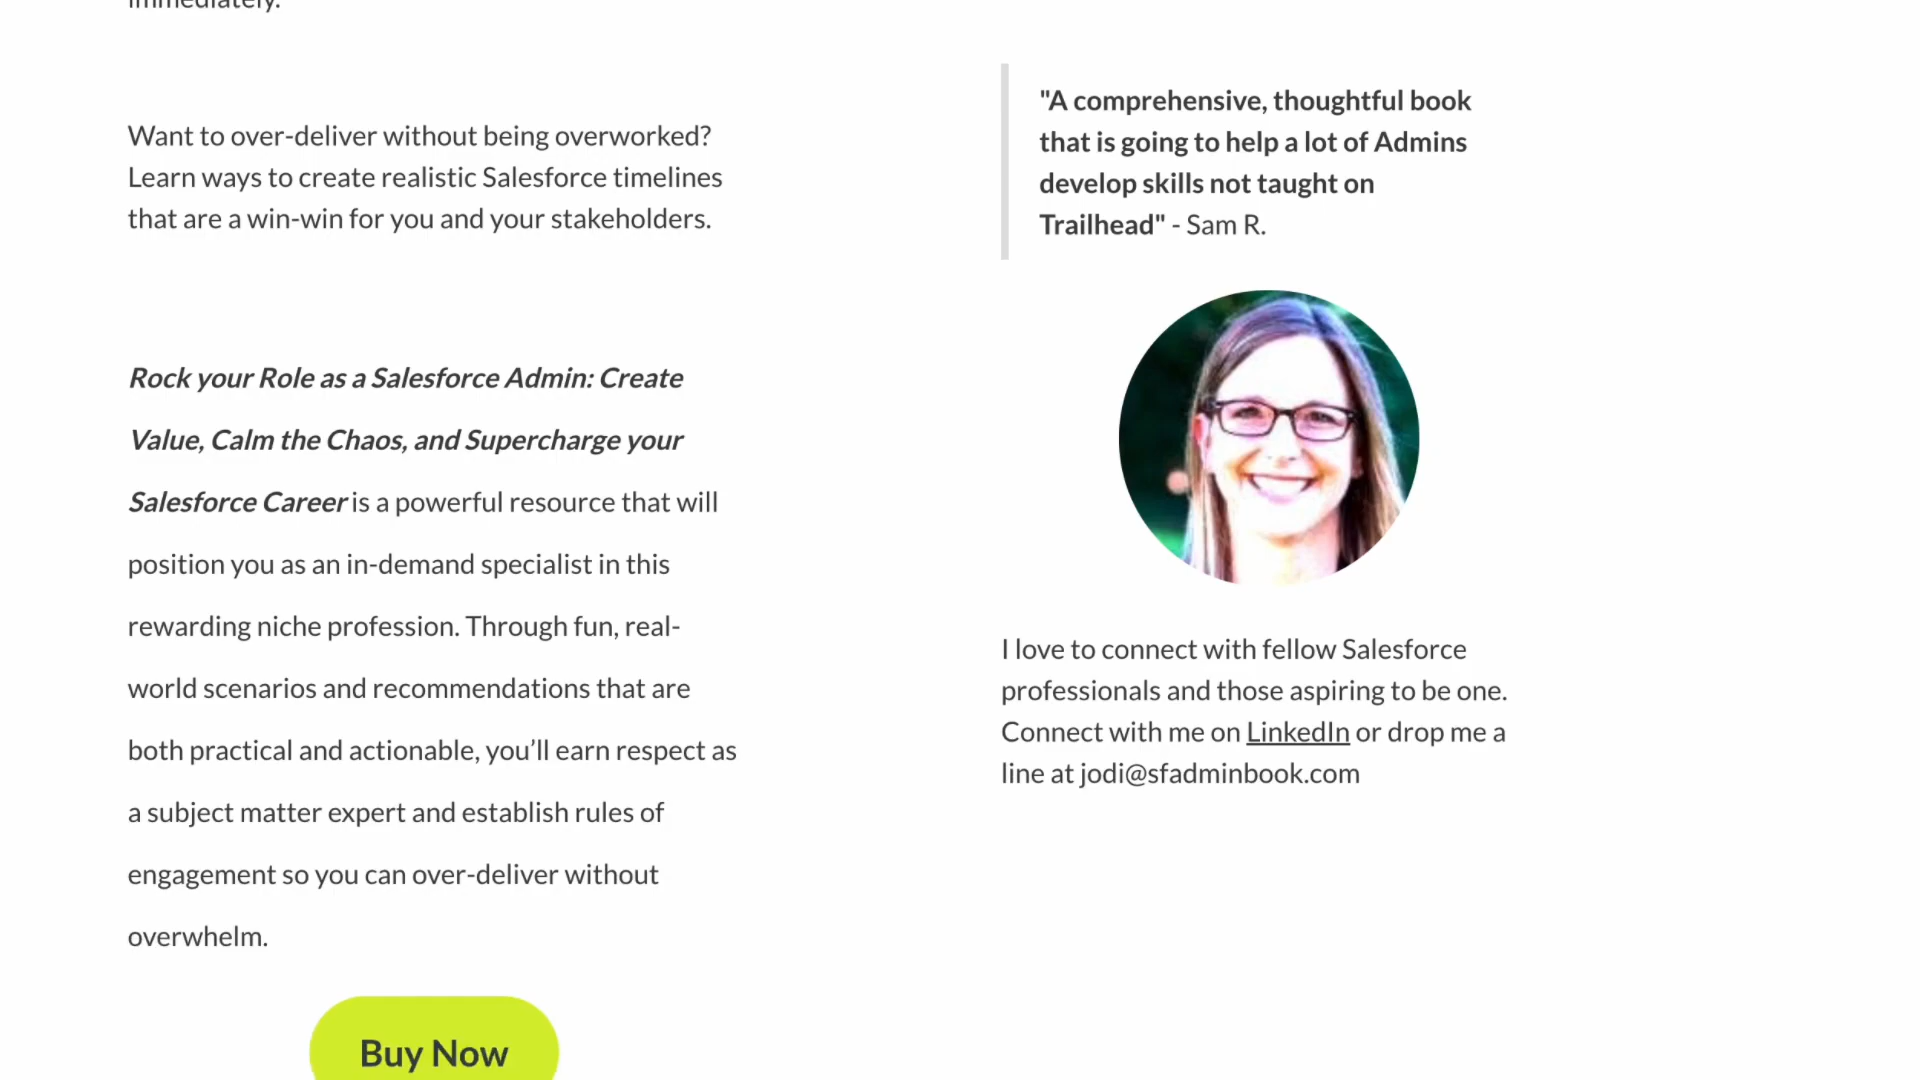 immediately.
Want to over-deliver without being overworked?
Learn ways to create realistic Salesforce timelines
that are a win-win for you and your stakeholders.
Rock your Role as a Salesforce Admin: Create
Value, Calm the Chaos, and Supercharge your
Salesforce Career is a powerful resource that will
position you as an in-demand specialist in this
rewarding niche profession. Through fun, real-
world scenarios and recommendations that are
both practical and actionable, you’ll earn respect as
a subject matter expert and establish rules of
engagement so you can over-deliver without
overwhelm.
Buy Now
"A comprehensive, thoughtful book
that is going to help a lot of Admins
develop skills not taught on
Trailhead" - Sam R.
I love to connect with fellow Salesforce
professionals and those aspiring to be one.
Connect with me on LinkedIn or drop me a
line at jodi@sfadminbook.com